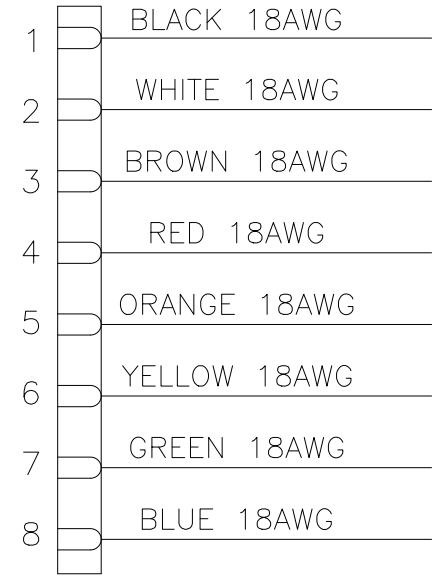 1 BLACK 18AWG
2 WHITE 18AWG
3 BROWN 18AWG
4 RED 18AWG
5 ORANGE 18AWG
6 YELLOW 18AWG
7 GREEN 18AWG
8 BLUE 18AWG